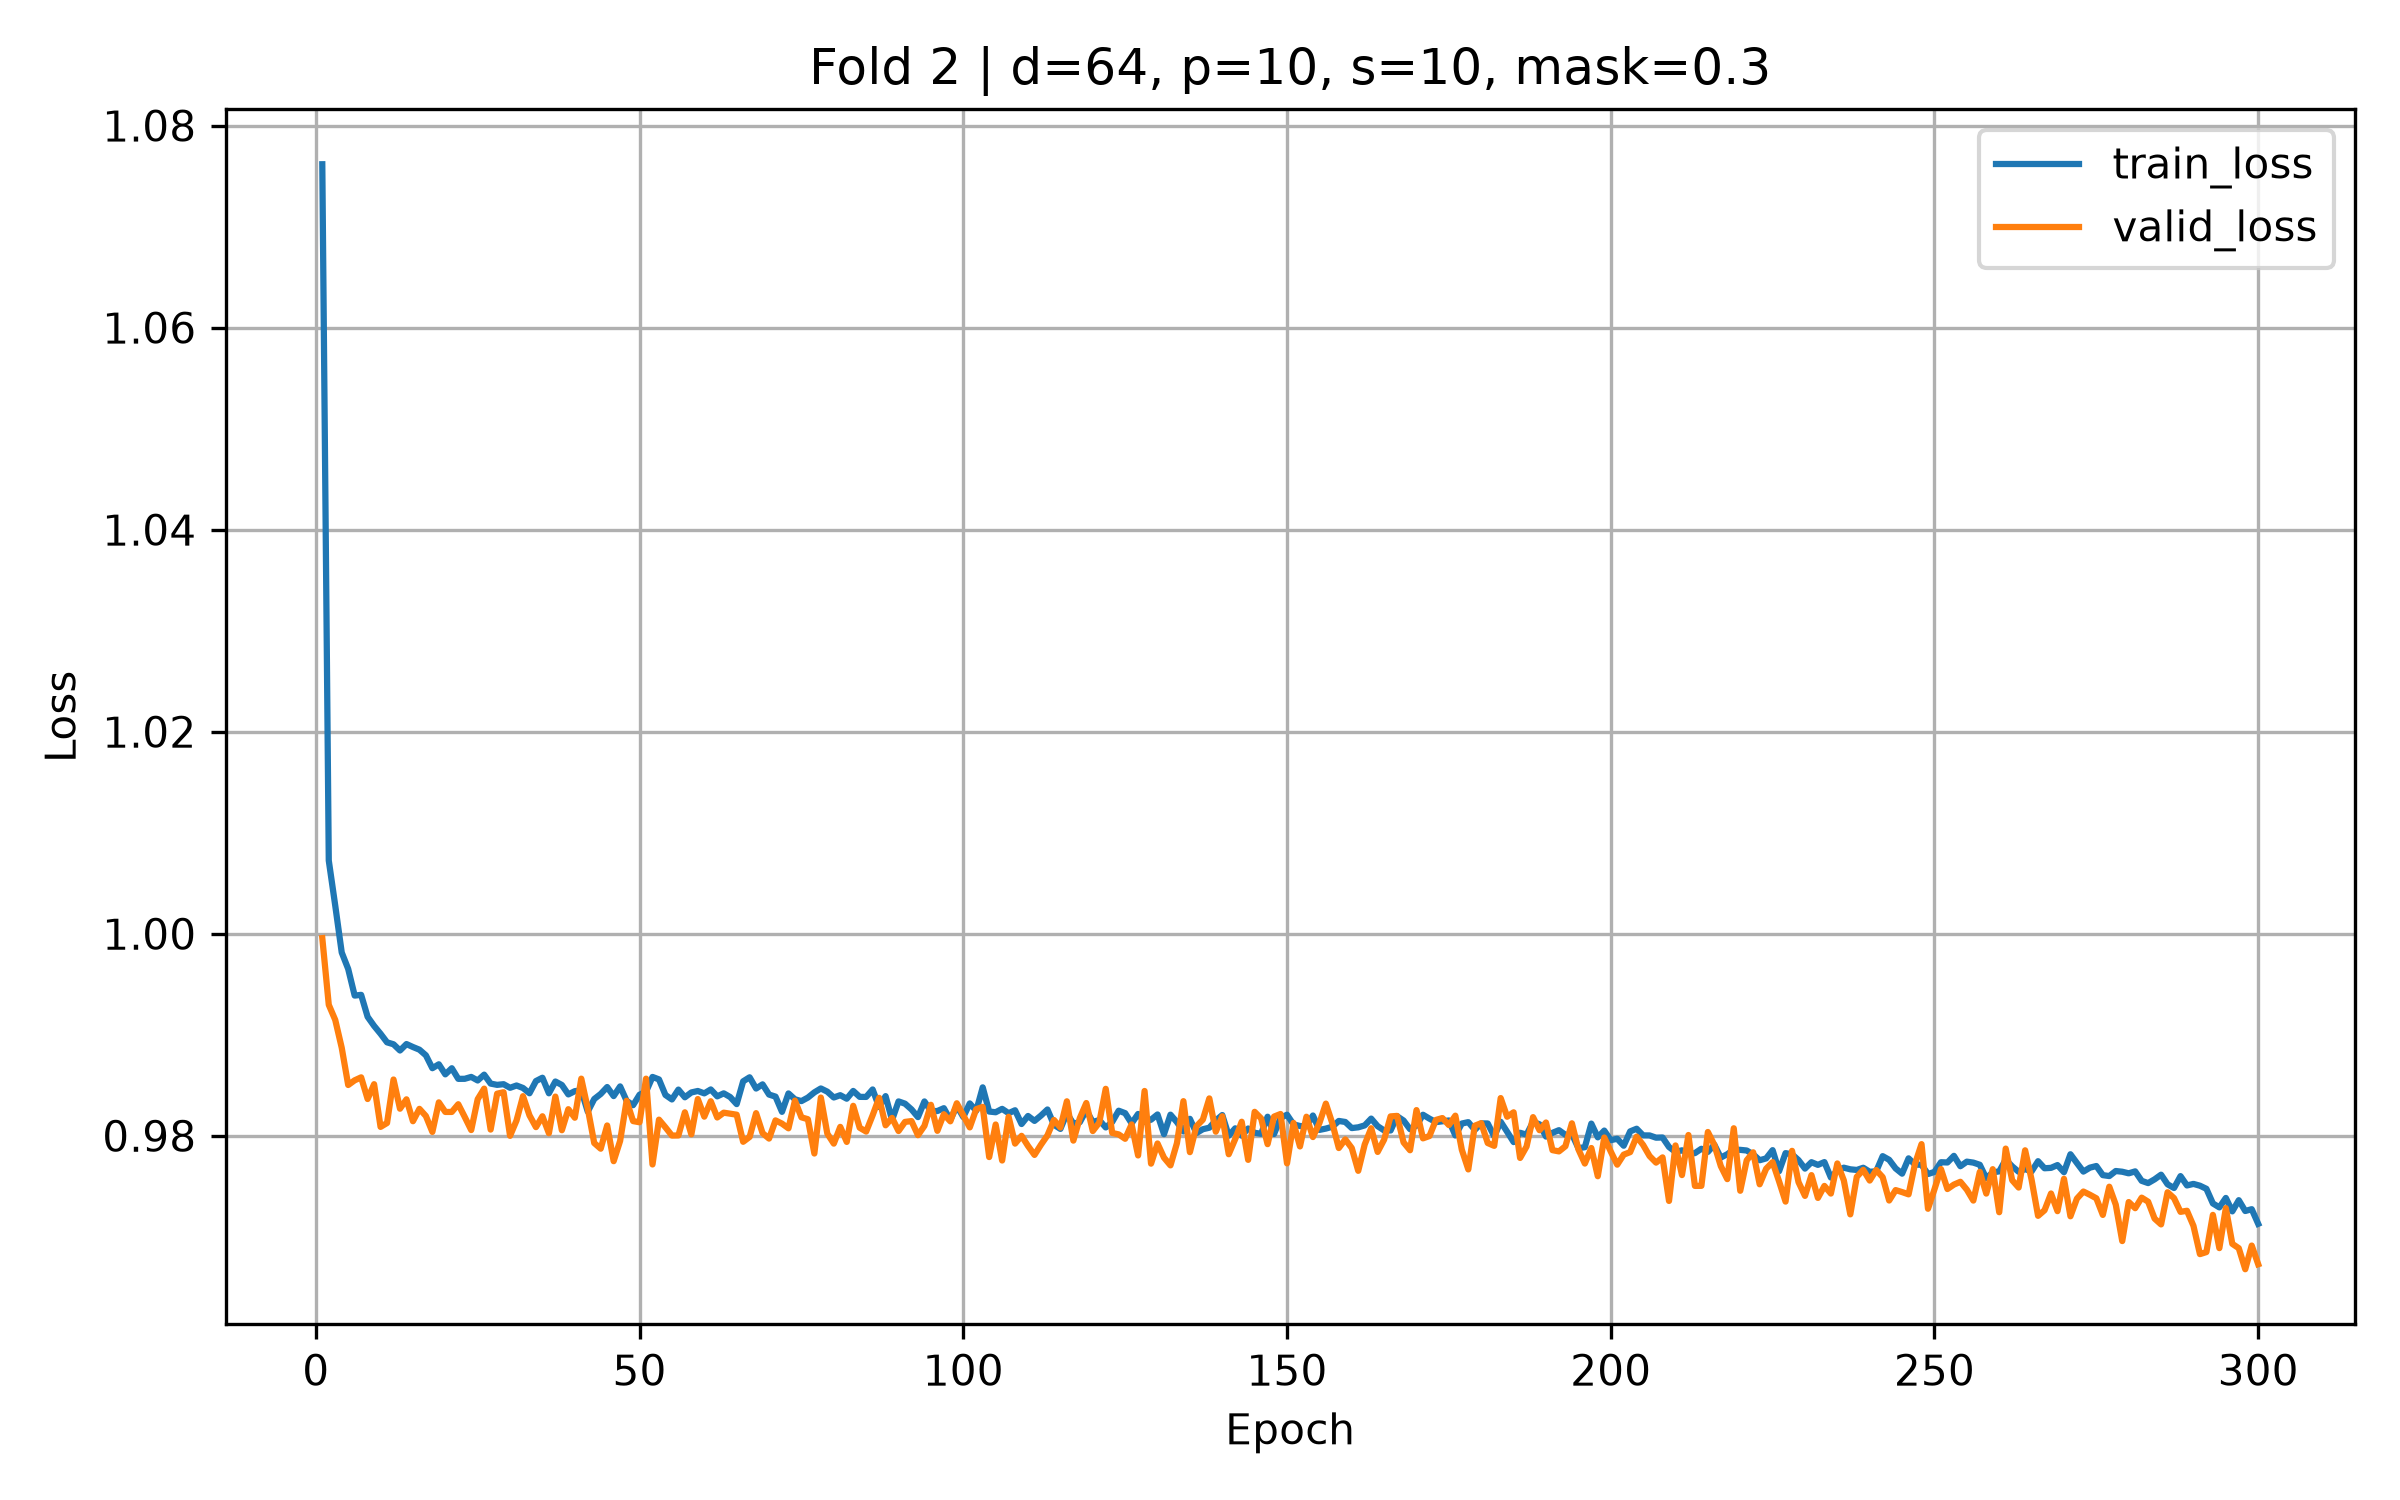 Fold 2 | d=64, p=10, s=10, mask=0.3
train_loss
valid_loss
1.08
1.06
1.04
1.02
1.00
0.98
Loss
0
50
100
150
200
250
300
Epoch